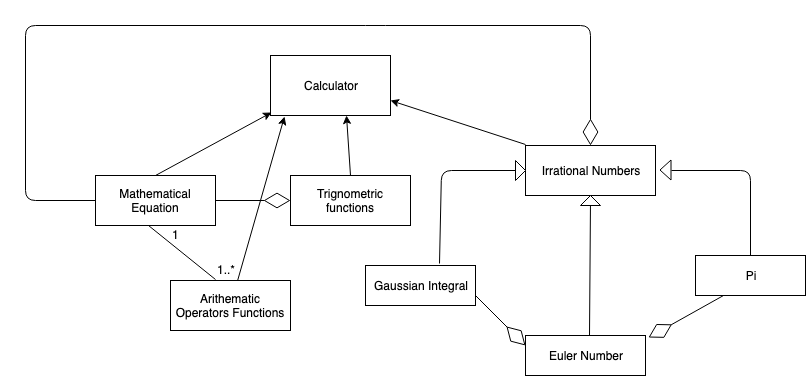 Calculator
Irrational Numbers
Mathematical
Equation
Trignometric
functions
1
1..*
Gaussian Integral
Pi
Arithematic
Operators Functions
Euler Number